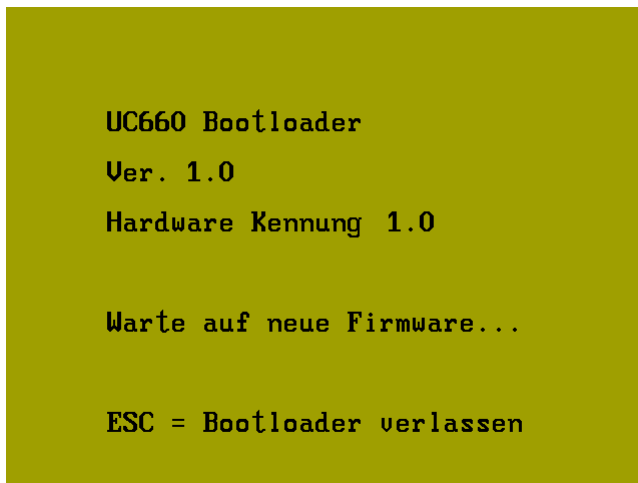 UC660 Bootloader
Ver. 1.0
Hardware Kennung 1.0
Warte auf neue Firmware...
ESC = Bootloader verlassen